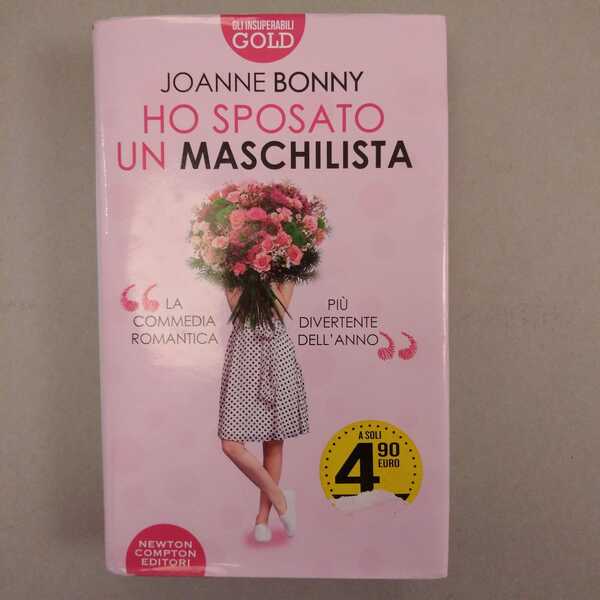 GLI INSUPERABILI
GOLD
JOANNE BONNY
HO SPOSATO
UN MASCHILISTA
“LA
COMMEDIA
ROMANTICA
PIÙ
DIVERTENTE
DELL'ANNO”
A SOLI
4,90
EURO
NEWTON
COMPTON
EDITORI